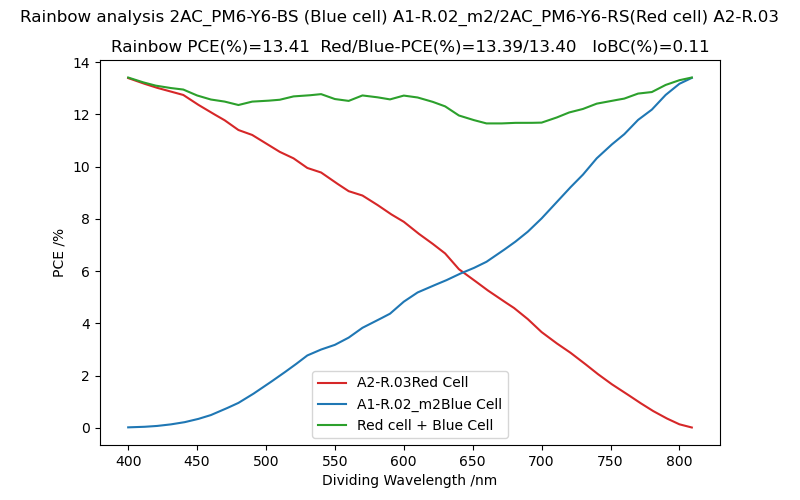 Rainbow analysis 2AC_PM6-Y6-BS (Blue cell) A1-R.02_m2/2AC_PM6-Y6-RS(Red cell) A2-R.03
Rainbow PCE(%)=13.41  Red/Blue-PCE(%)=13.39/13.40   IoBC(%)=0.11
14
12
10
8
6
4
2
0
PCE /%
A2-R.03Red Cell
A1-R.02_m2Blue Cell
Red cell + Blue Cell
400 450 500 550 600 650 700 750 800
Dividing Wavelength /nm